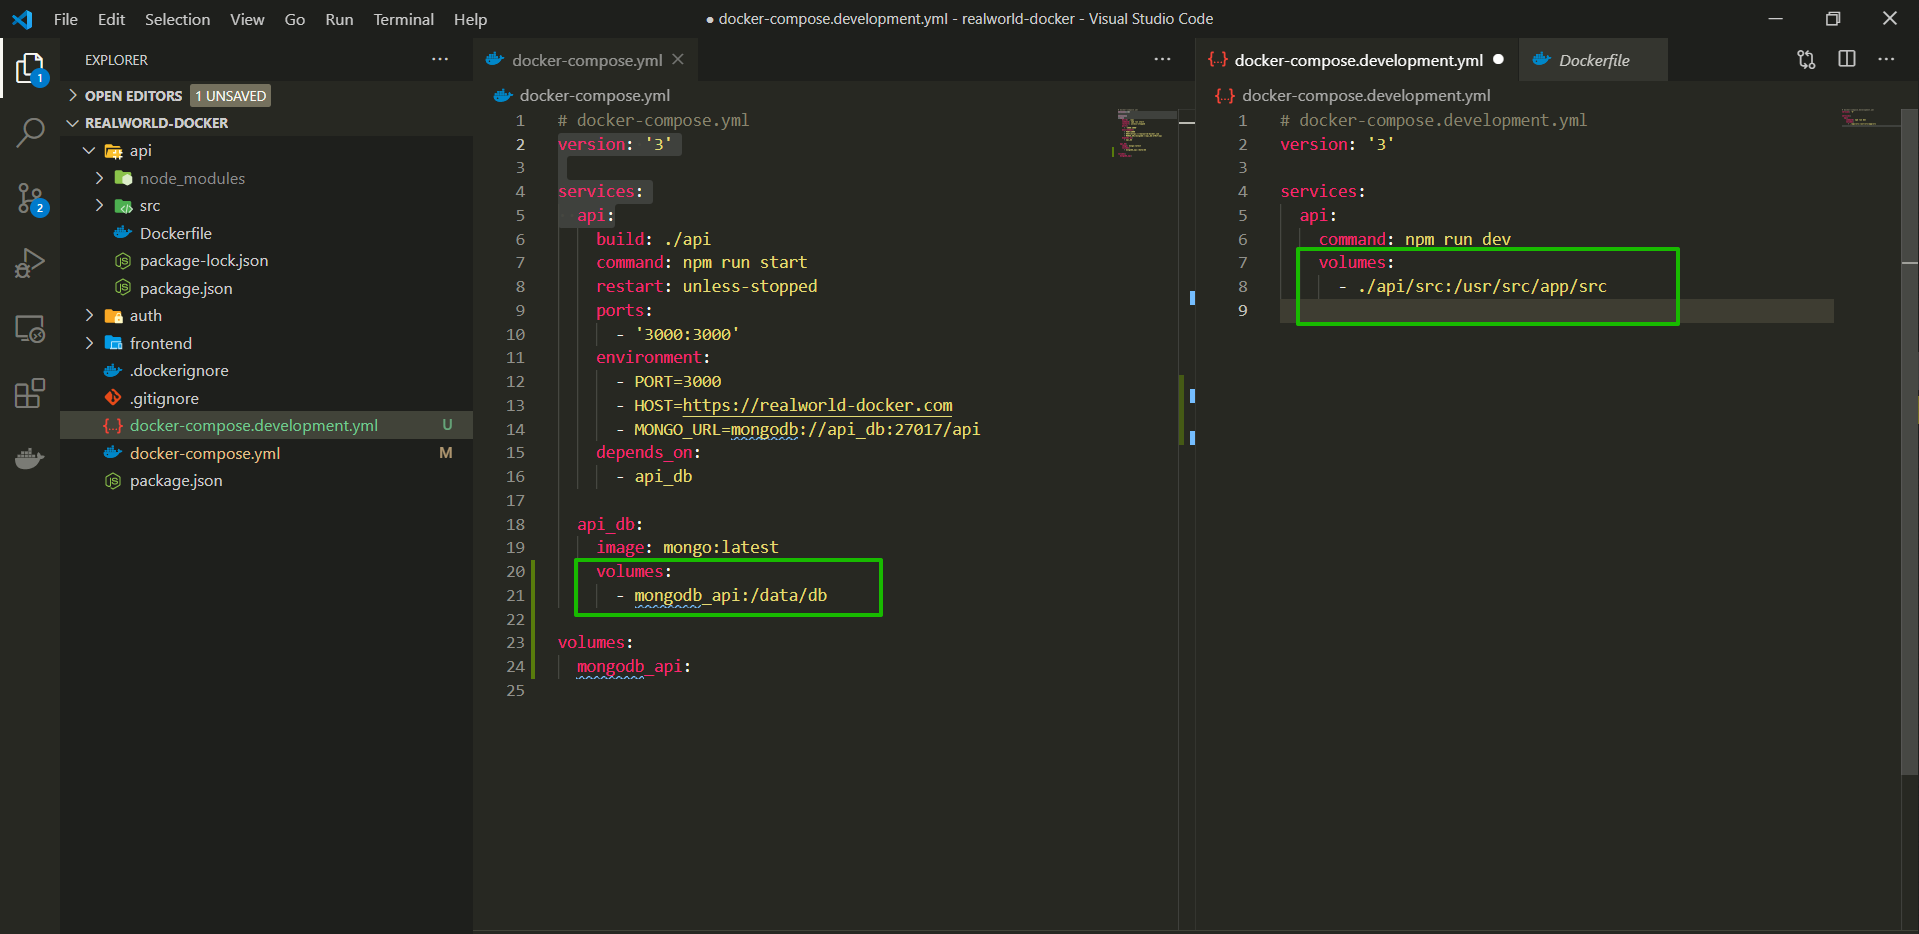 File Edit Selection View Go Run Terminal Help
● docker-compose.development.yml - realworld-docker - Visual Studio Code
1
2
EXPLORER
OPEN EDITORS 1 UNSAVED
REALWORLD-DOCKER
api
node_modules
src
Dockerfile
package-lock.json
package.json
auth
frontend
.dockerignore
.gitignore
docker-compose.development.yml U
docker-compose.yml M
package.json
docker-compose.yml
docker-compose.yml
1 # docker-compose.yml
2 version: '3'
3
4 services:
5 api:
6 build: ./api
7 command: npm run start
8 restart: unless-stopped
9 ports:
10 - '3000:3000'
11 environment:
12 - PORT=3000
13 - HOST=https://realworld-docker.com
14 - MONGO_URL=mongodb://api_db:27017/api
15 depends_on:
16 - api_db
17
18 api_db:
19 image: mongo:latest
20 volumes:
21 - mongodb_api:/data/db
22
23 volumes:
24 mongodb_api:
25
docker-compose.development.yml ● Dockerfile
docker-compose.development.yml
1 # docker-compose.development.yml
2 version: '3'
3
4 services:
5 api:
6 command: npm run dev
7 volumes:
8 - ./api/src:/usr/src/app/src
9